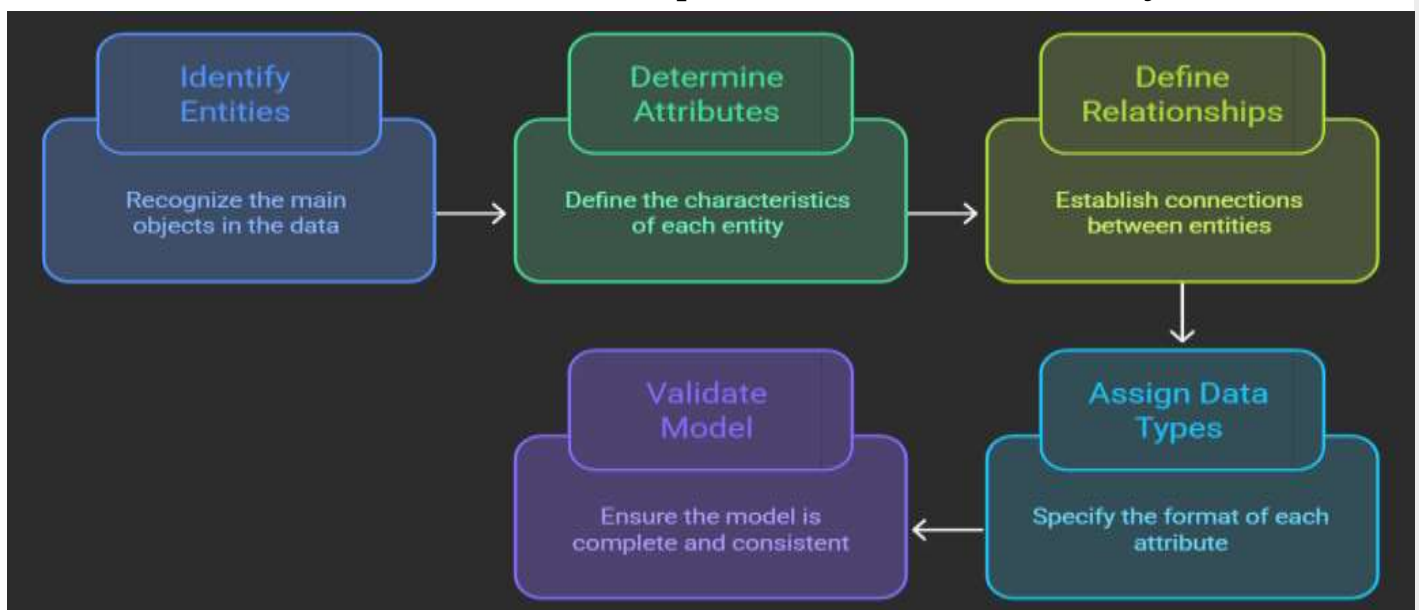 Identify
Entities
Recognize the main
objects in the data
Determine
Attributes
Define the characteristics
of each entity
Define
Relationships
Establish connections
between entities
Assign Data
Types
Specify the format of each
attribute
Validate
Model
Ensure the model is
complete and consistent